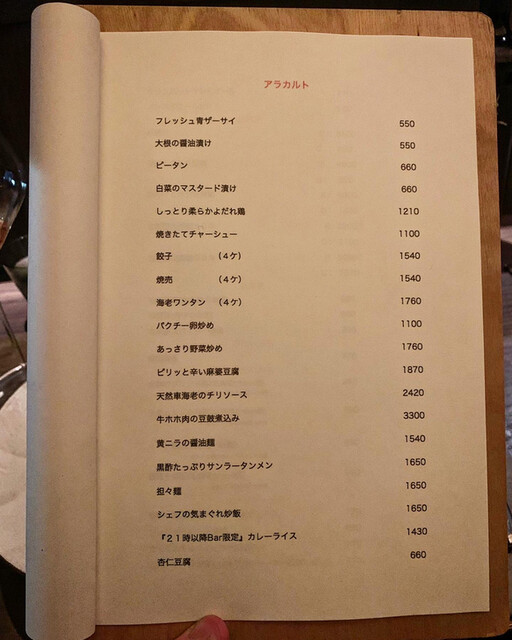 アラカルト
フレッシュ青ザーサイ 550
大根の醤油漬け 550
ピータン 660
白菜のマスタード漬け 660
しっとり柔らかよだれ鶏 1210
焼きたてチャーシュー 1100
餃子 （４ケ） 1540
焼売 （４ケ） 1540
海老ワンタン （４ケ） 1760
パクチー卵炒め 1100
あっさり野菜炒め 1760
ピリッと辛い麻婆豆腐 1870
天然車海老のチリソース 2420
牛ホホ肉の豆鼓煮込み 3300
黄ニラの醤油麺 1540
黒酢たっぷりサンラータンメン 1650
担々麺 1650
シェフの気まぐれ炒飯 1650
『２１時以降Bar限定』カレーライス 1430
杏仁豆腐 660